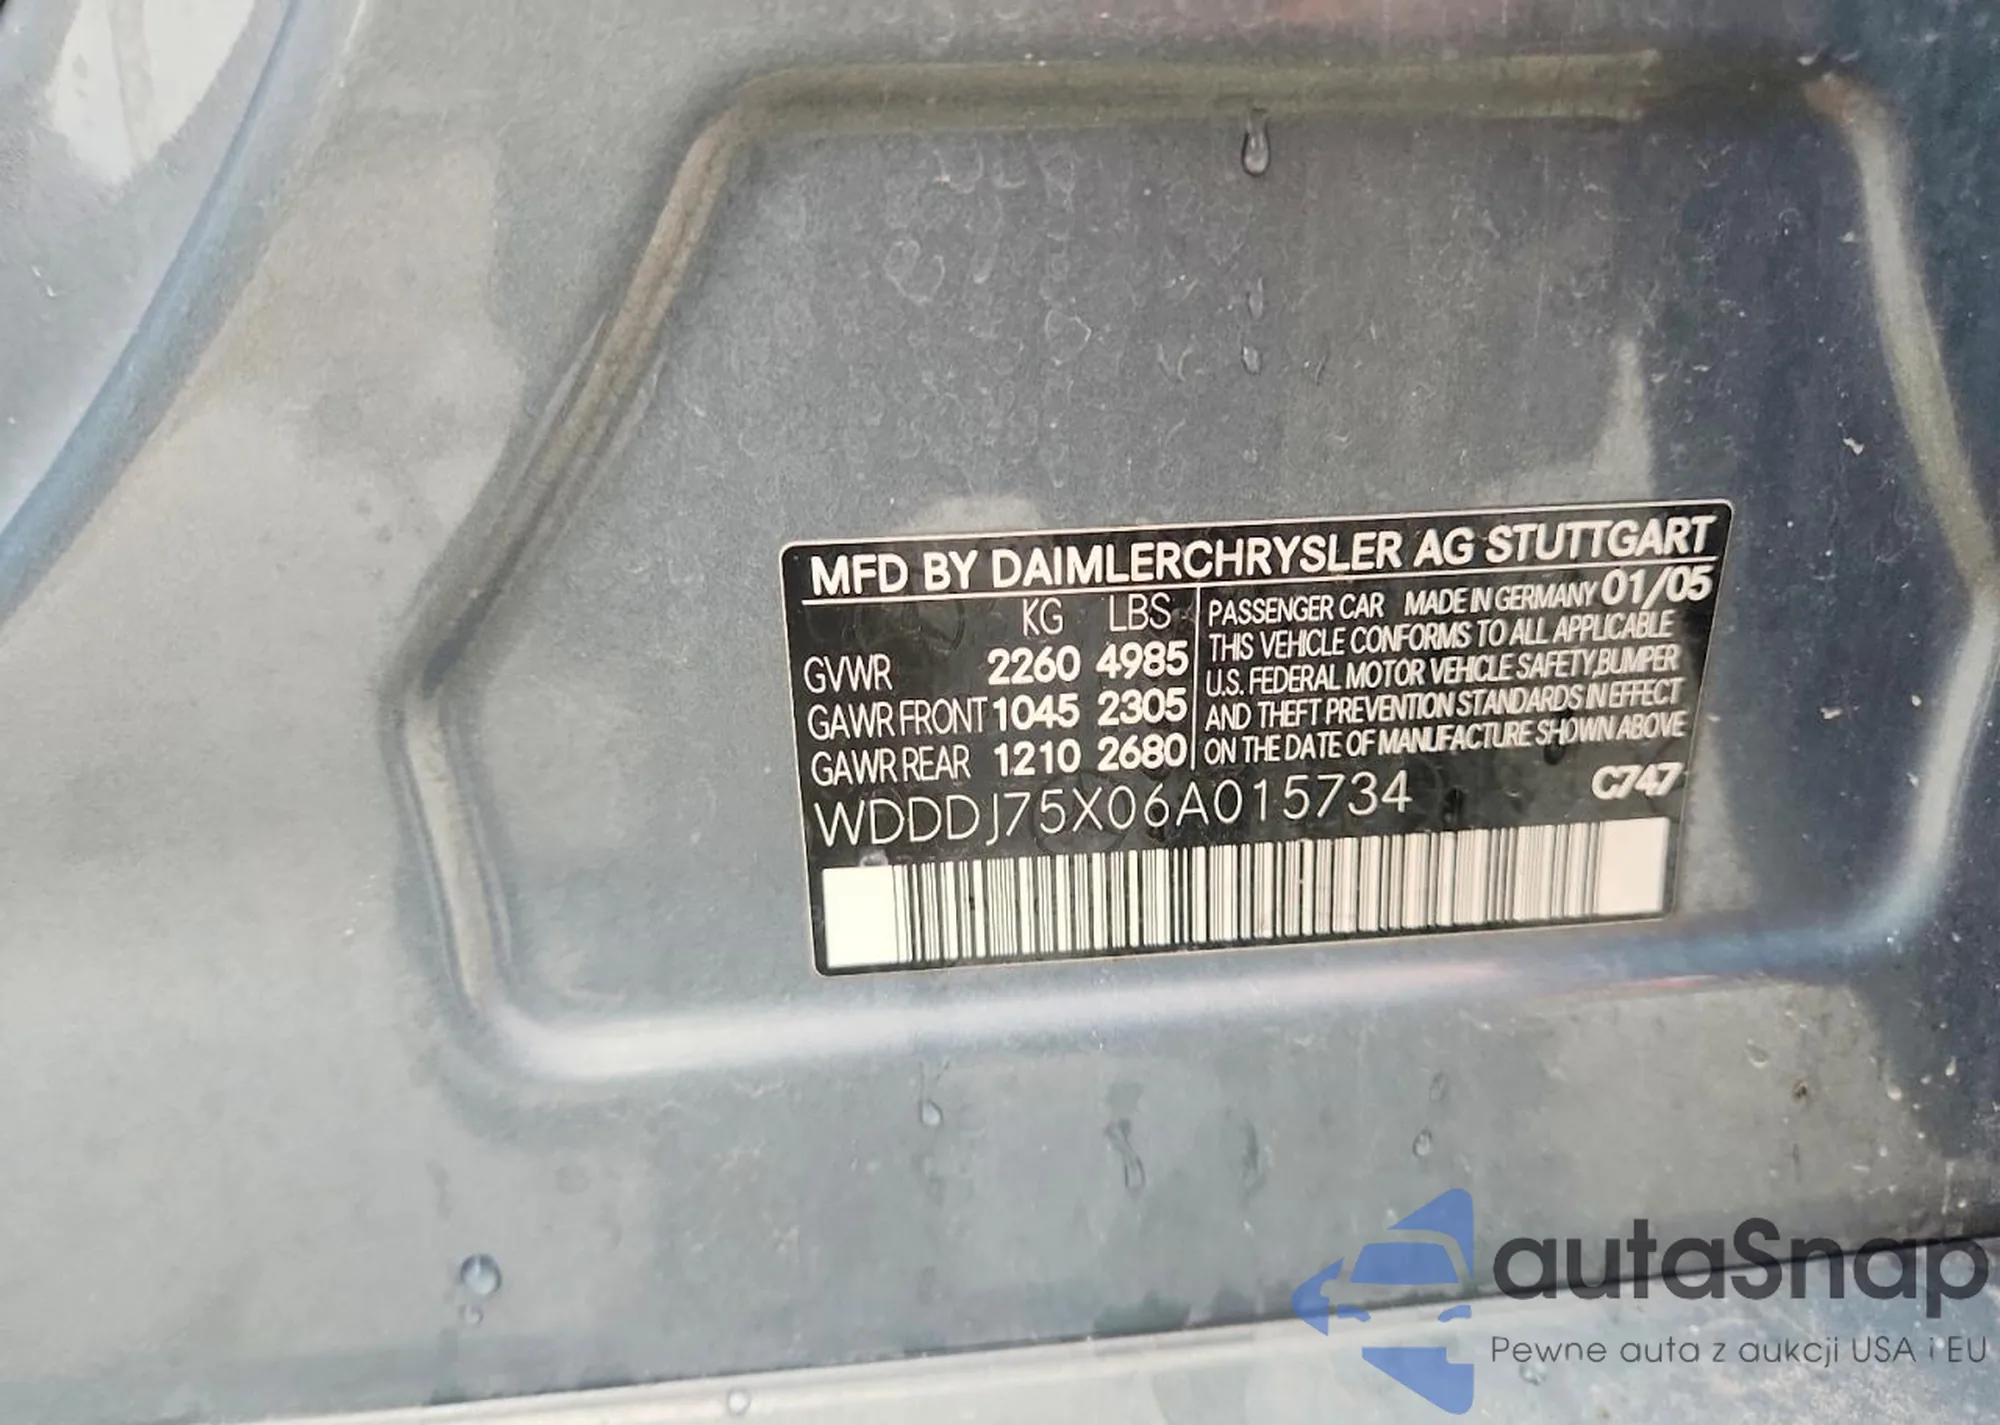 MFD BY DAIMLERCHRYSLER AG STUTTGART
KG LBS
GVWR 2260 4985
GAWR FRONT 1045 2305
GAWR REAR 1210 2680
PASSENGER CAR MADE IN GERMANY 01/05
THIS VEHICLE CONFORMS TO ALL APPLICABLE
U.S. FEDERAL MOTOR VEHICLE SAFETY,BUMPER
AND THEFT PREVENTION STANDARDS IN EFFECT
ON THE DATE OF MANUFACTURE SHOWN ABOVE
WDDDJ75X06A015734
C747
autaSnap
Pewne auta z aukcji USA i EU